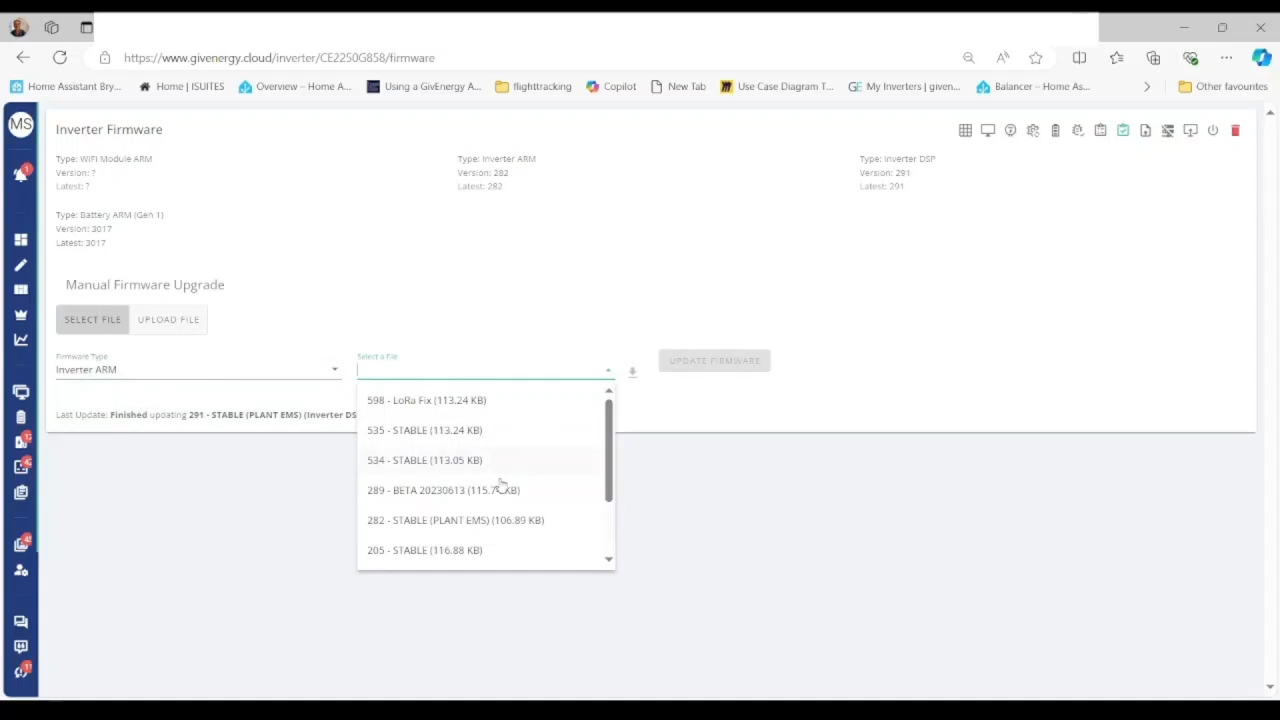 https://www.givenergy.cloud/inverter/CE2250G858/firmware
Home Assistant Bry...
Home | ISUITES
Overview – Home A...
Using a GivEnergy A...
flighttracking
Copilot
New Tab
Use Case Diagram T...
My Inverters | given...
Balancer – Home As...
Other favourites
MS
Inverter Firmware
Type: WiFi Module ARM
Version: ?
Latest: ?
Type: Inverter ARM
Version: 282
Latest: 282
Type: Inverter DSP
Version: 291
Latest: 291
Type: Battery ARM (Gen 1)
Version: 3017
Latest: 3017
Manual Firmware Upgrade
SELECT FILE
UPLOAD FILE
Firmware Type
Inverter ARM
Select a File
UPDATE FIRMWARE
598 - LoRa Fix (113.24 KB)
535 - STABLE (113.24 KB)
534 - STABLE (113.05 KB)
289 - BETA 20230613 KB)
282 - STABLE (PLANT EMS) (106.89 KB)
205 - STABLE (116.88 KB)
Last Update: Finished updating 291 - STABLE (PLANT EMS) (Inverter DS